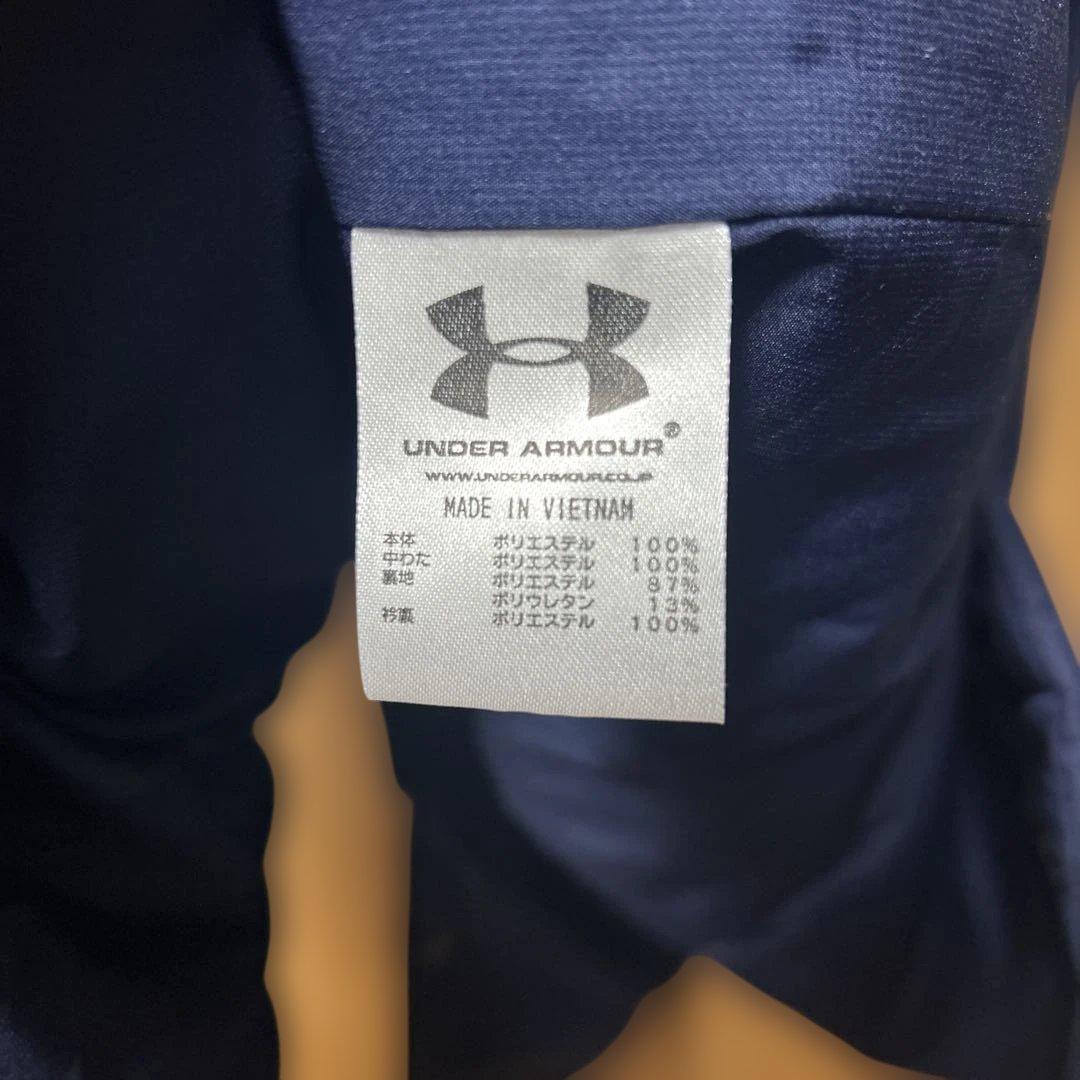 UNDER ARMOUR®
WWW.UNDERARMOUR.CO.JP
MADE IN VIETNAM
本体 ポリエステル 100%
中わた ポリエステル 100%
裏地 ポリエステル 87%
ポリウレタン 13%
衿裏 ポリエステル 100%